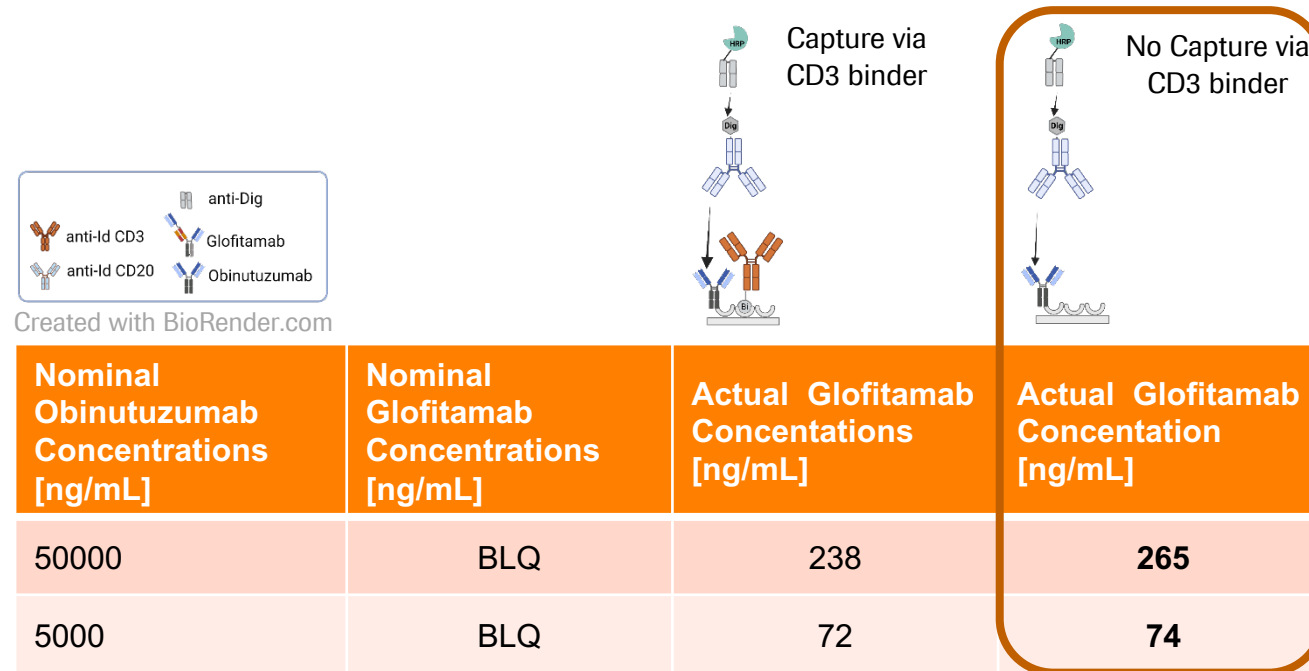 Capture via
CD3 binder
No Capture via
CD3 binder
HRP
HRP
Dig
Dig
anti-Dig
anti-Id CD3
Glofitamab
anti-Id CD20
Obinutuzumab
Bi
Created with BioRender.com
Nominal
Obinutuzumab
Concentrations
[ng/mL]
Nominal
Glofitamab
Concentrations
[ng/mL]
Actual Glofitamab
Concentations
[ng/mL]
Actual Glofitamab
Concentation
[ng/mL]
50000 BLQ 238 265
5000 BLQ 72 74